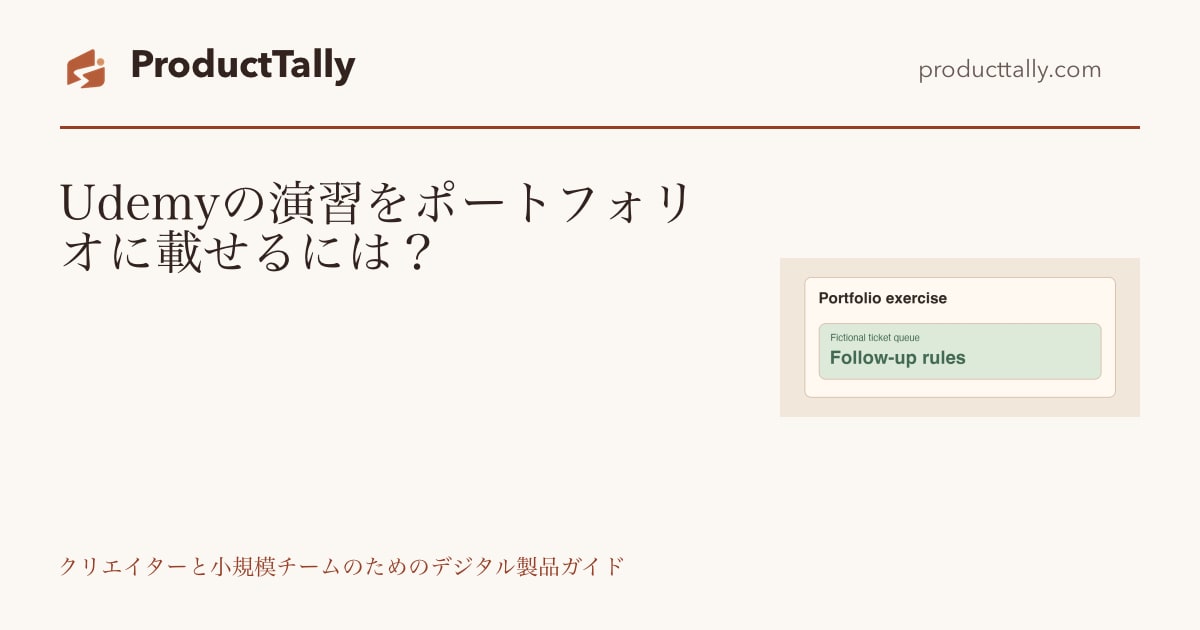 ProductTally
producttally.com
Udemyの演習をポートフォリ
オに載せるには？
Portfolio exercise
Fictional ticket queue
Follow-up rules
クリエイターと小規模チームのためのデジタル製品ガイド